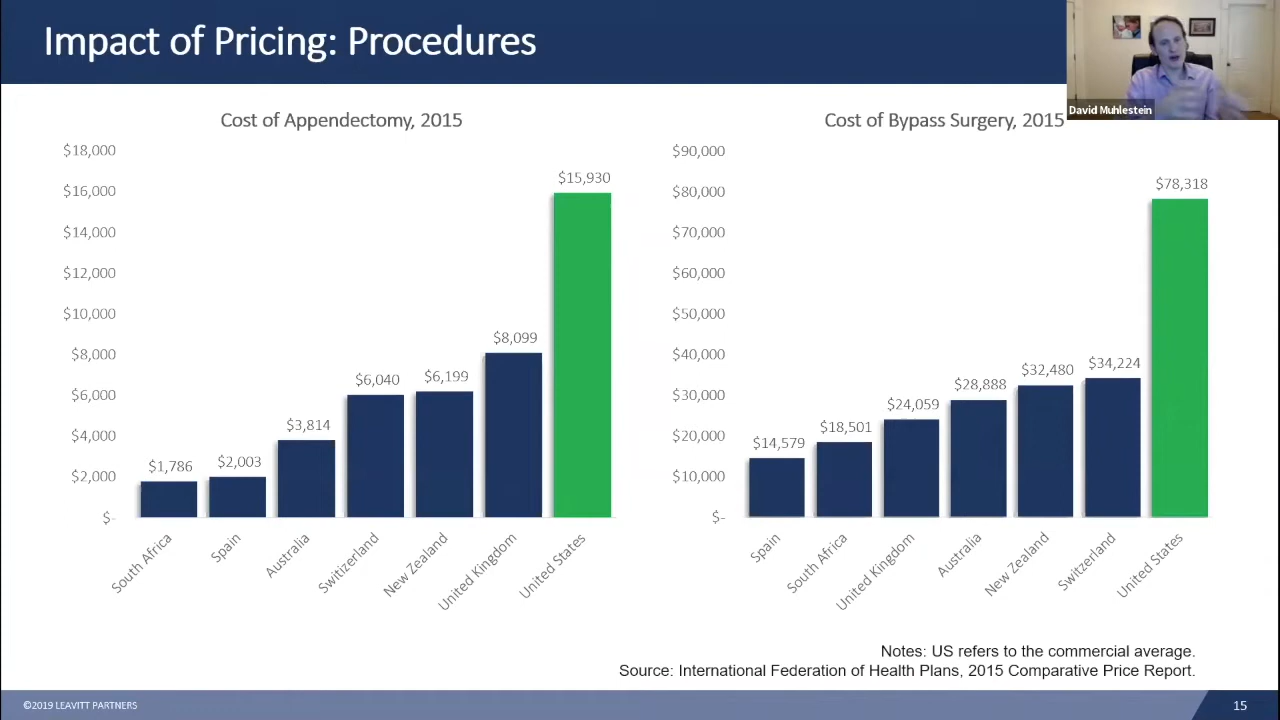 Impact of Pricing: Procedures
David Muhlestein
Cost of Appendectomy, 2015
$18,000
$16,000
$14,000
$12,000
$10,000
$8,000
$6,000
$4,000
$2,000
$-
$1,786
$2,003
$3,814
$6,040
$6,199
$8,099
$15,930
South Africa
Spain
Australia
Switizerland
New Zealand
United Kingdom
United States
Cost of Bypass Surgery, 2015
$90,000
$80,000
$70,000
$60,000
$50,000
$40,000
$30,000
$20,000
$10,000
$-
$14,579
$18,501
$24,059
$28,888
$32,480
$34,224
$78,318
Spain
South Africa
United Kingdom
Australia
New Zealand
Switzerland
United States
Notes: US refers to the commercial average.
Source: International Federation of Health Plans, 2015 Comparative Price Report.
©2019 LEAVITT PARTNERS
15